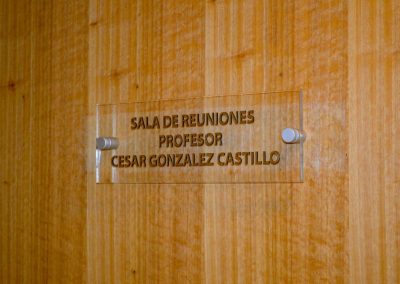 SALA DE REUNIONES
PROFESOR
CESAR GONZALEZ CASTILLO